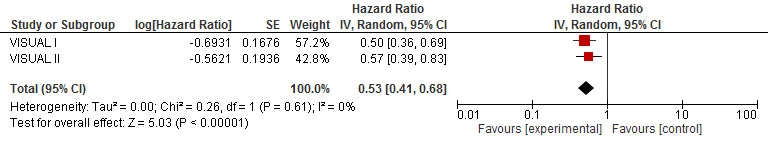 Hazard Ratio Hazard Ratio
Study or Subgroup log[Hazard Ratio] SE Weight IV, Random, 95% CI IV, Random, 95% CI
VISUAL I -0.6931 0.1676 57.2% 0.50 [0.36, 0.69]
VISUAL II -0.5621 0.1936 42.8% 0.57 [0.39, 0.83]
Total (95% CI) 100.0% 0.53 [0.41, 0.68]
Heterogeneity: Tau² = 0.00; Chi² = 0.26, df = 1 (P = 0.61); I² = 0%
Test for overall effect: Z = 5.03 (P < 0.00001)
0.01 0.1 1 10 100
Favours [experimental] Favours [control]